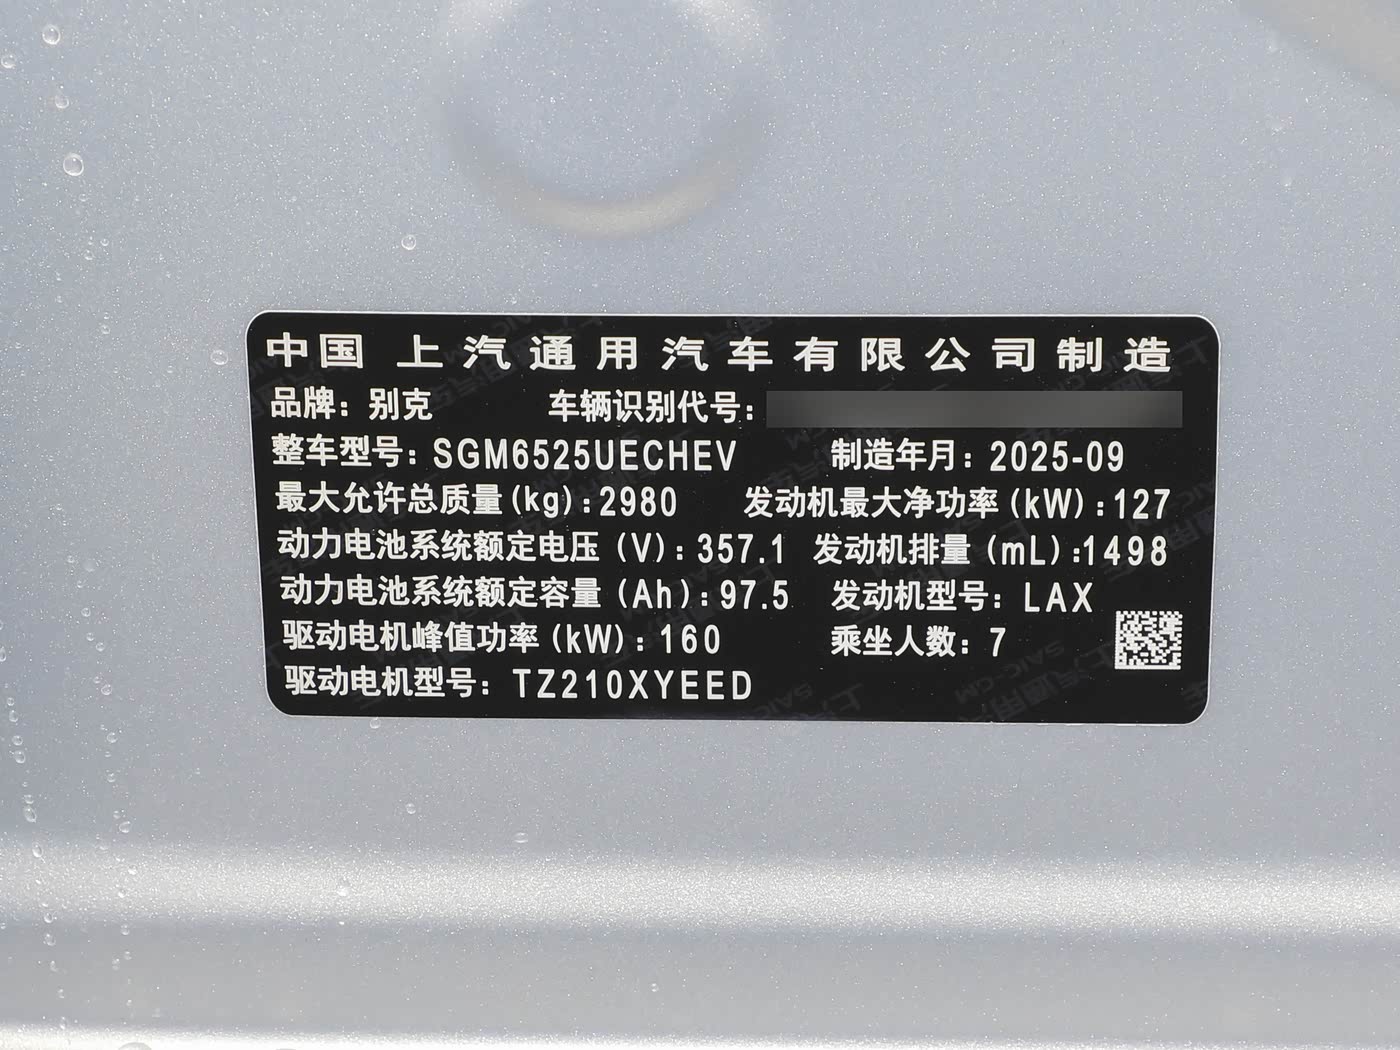 中国 上汽通用汽车有限公司制造
品牌：别克 车辆识别代号：
整车型号：SGM6525UECHEV 制造年月：2025-09
最大允许总质量(kg):2980 发动机最大净功率(kW):127
动力电池系统额定电压(V):357.1 发动机排量(mL):1498
动力电池系统额定容量(Ah):97.5 发动机型号：LAX
驱动电机峰值功率(kW):160 乘坐人数：7
驱动电机型号：TZ210XYEED